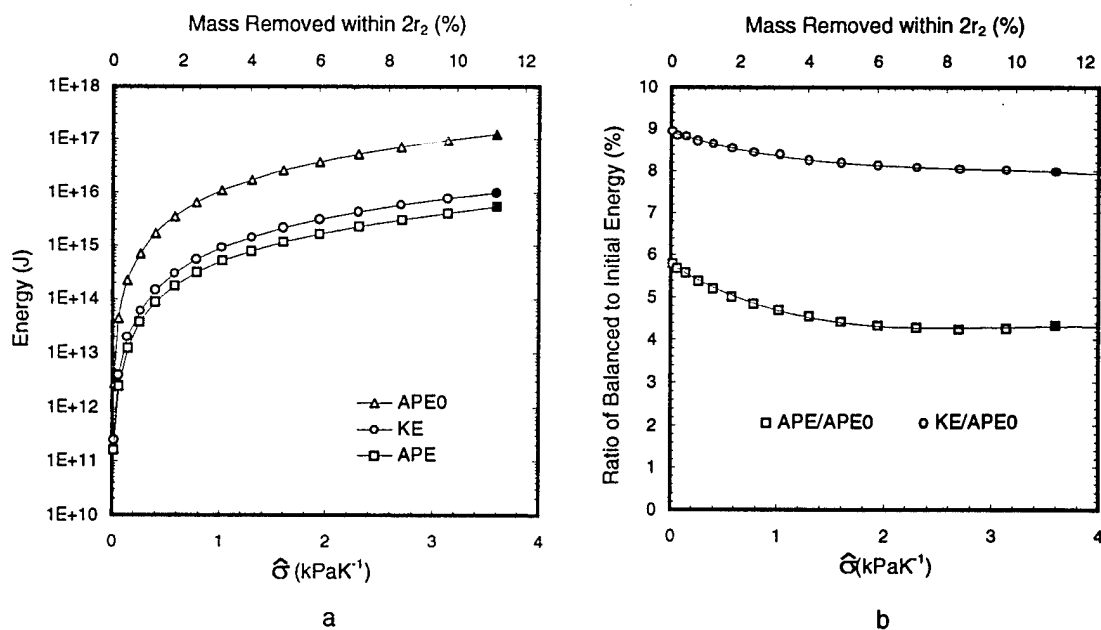 Mass Removed within 2r₂ (%)
0 2 4 6 8 10 12
1E+18
1E+17
1E+16
1E+15
1E+14
1E+13
1E+12
1E+11
1E+10
Energy (J)
APE0
KE
APE
0 1 2 3 4
σ̂ (kPaK⁻¹)
a
Mass Removed within 2r₂ (%)
0 2 4 6 8 10 12
10
9
8
7
6
5
4
3
2
1
0
Ratio of Balanced to Initial Energy (%)
APE/APE0 KE/APE0
0 1 2 3 4
σ̂(kPaK⁻¹)
b